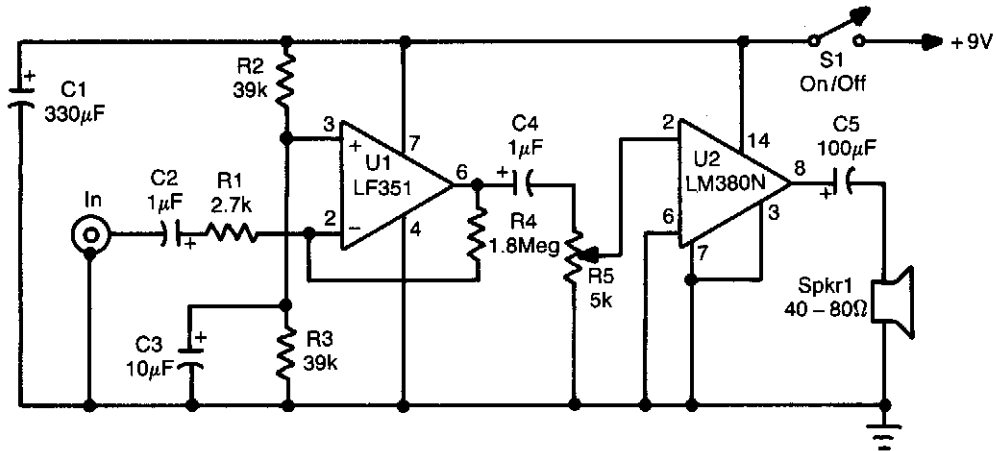 +9V
S1
On/Off
R2
39k
C1
330µF
+
3
+
7
U1
LF351
6
C4
1µF
+
2
U2
LM380N
14
8
C5
100µF
+
3
In
C2
1µF
+
R1
2.7k
2
−
4
R4
1.8Meg
6
7
R5
5k
Spkr1
40 – 80Ω
C3
10µF
+
R3
39k